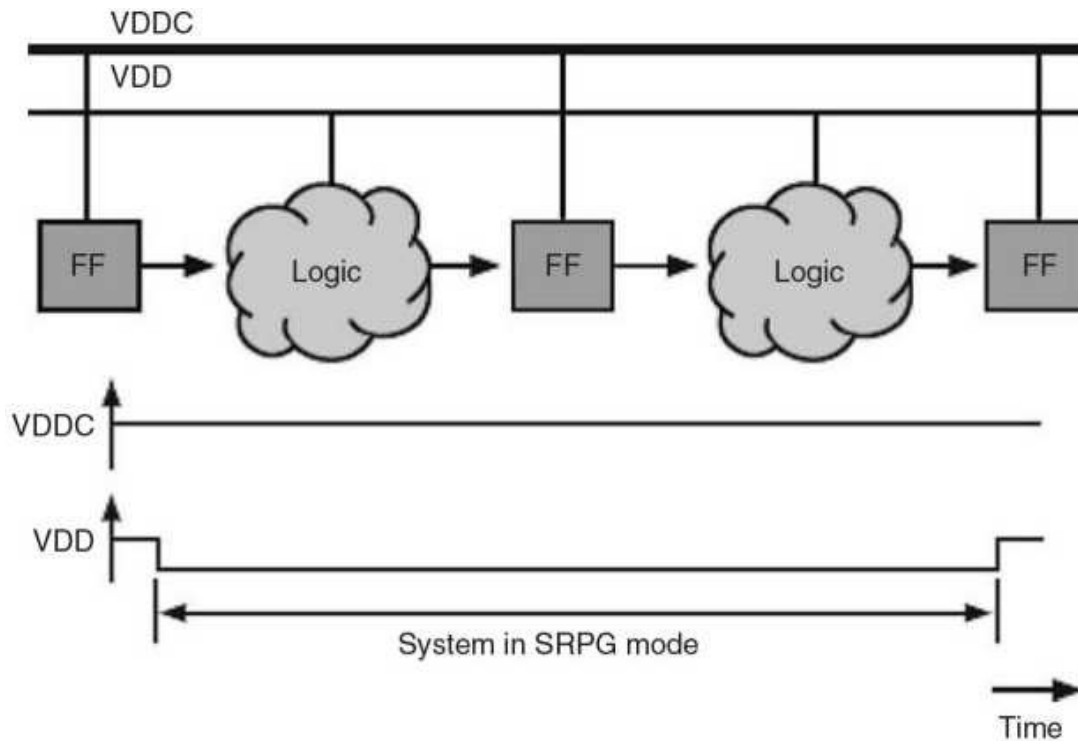 VDDC
VDD
FF
Logic
FF
Logic
FF
VDDC
VDD
System in SRPG mode
Time